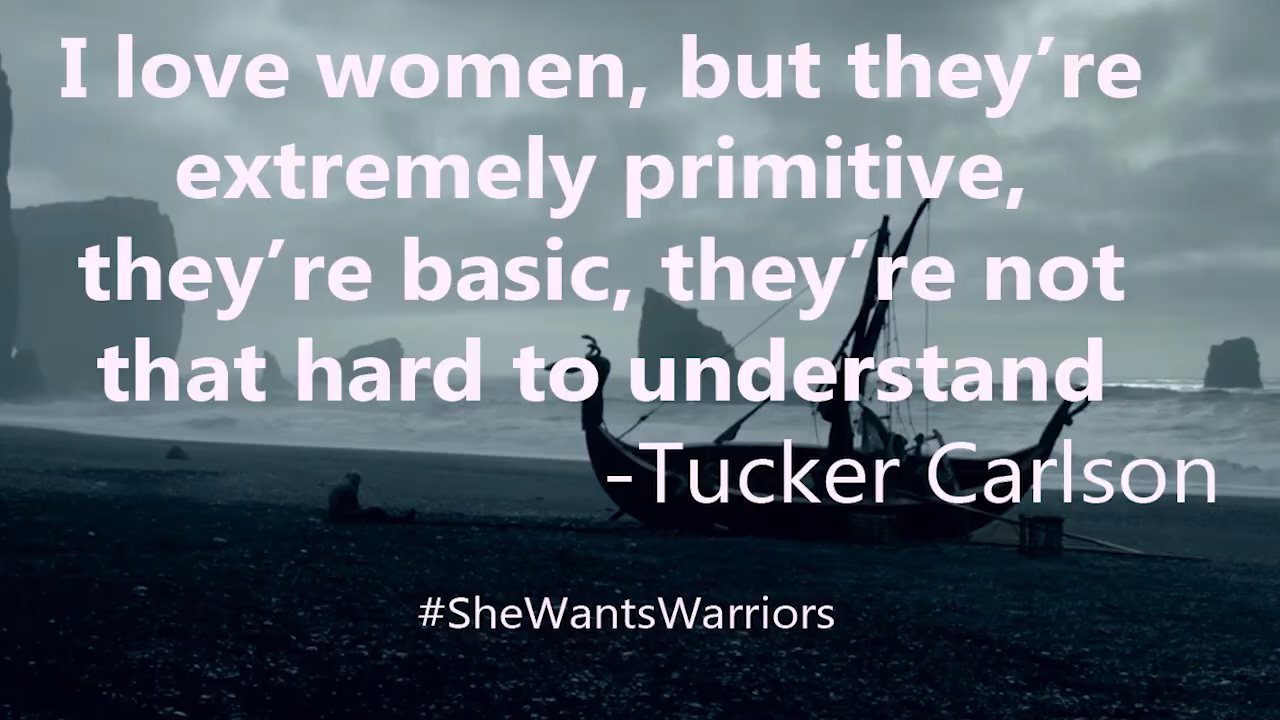 I love women, but they’re
extremely primitive,
they’re basic, they’re not
that hard to understand
-Tucker Carlson
#SheWantsWarriors